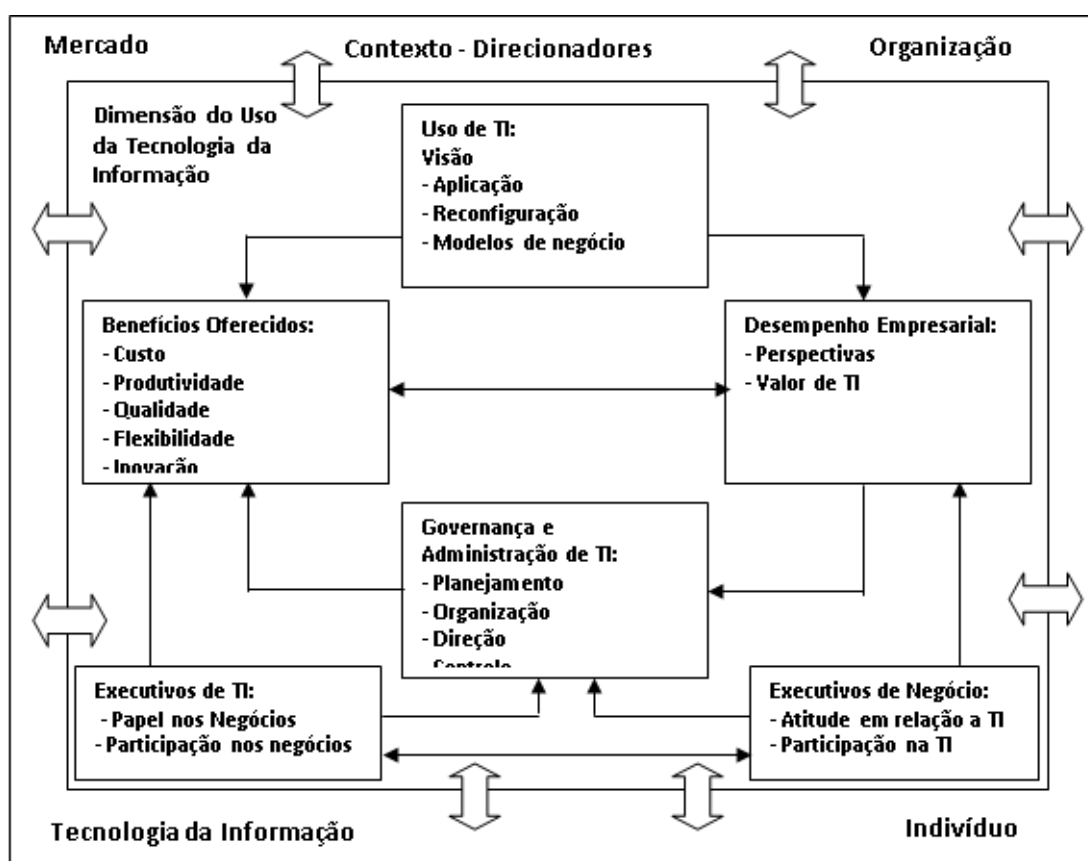 Mercado
Contexto - Direcionadores
Organização
Dimensão do Uso
da Tecnologia da
Informação
Uso de TI:
Visão
- Aplicação
- Reconfiguração
- Modelos de negócio
Benefícios Oferecidos:
- Custo
- Produtividade
- Qualidade
- Flexibilidade
- Inovação
Desempenho Empresarial:
- Perspectivas
- Valor de TI
Governança e
Administração de TI:
- Planejamento
- Organização
- Direção
- Controle
Executivos de TI:
- Papel nos Negócios
- Participação nos negócios
Executivos de Negócio:
- Atitude em relação a TI
- Participação na TI
Tecnologia da Informação
Indivíduo